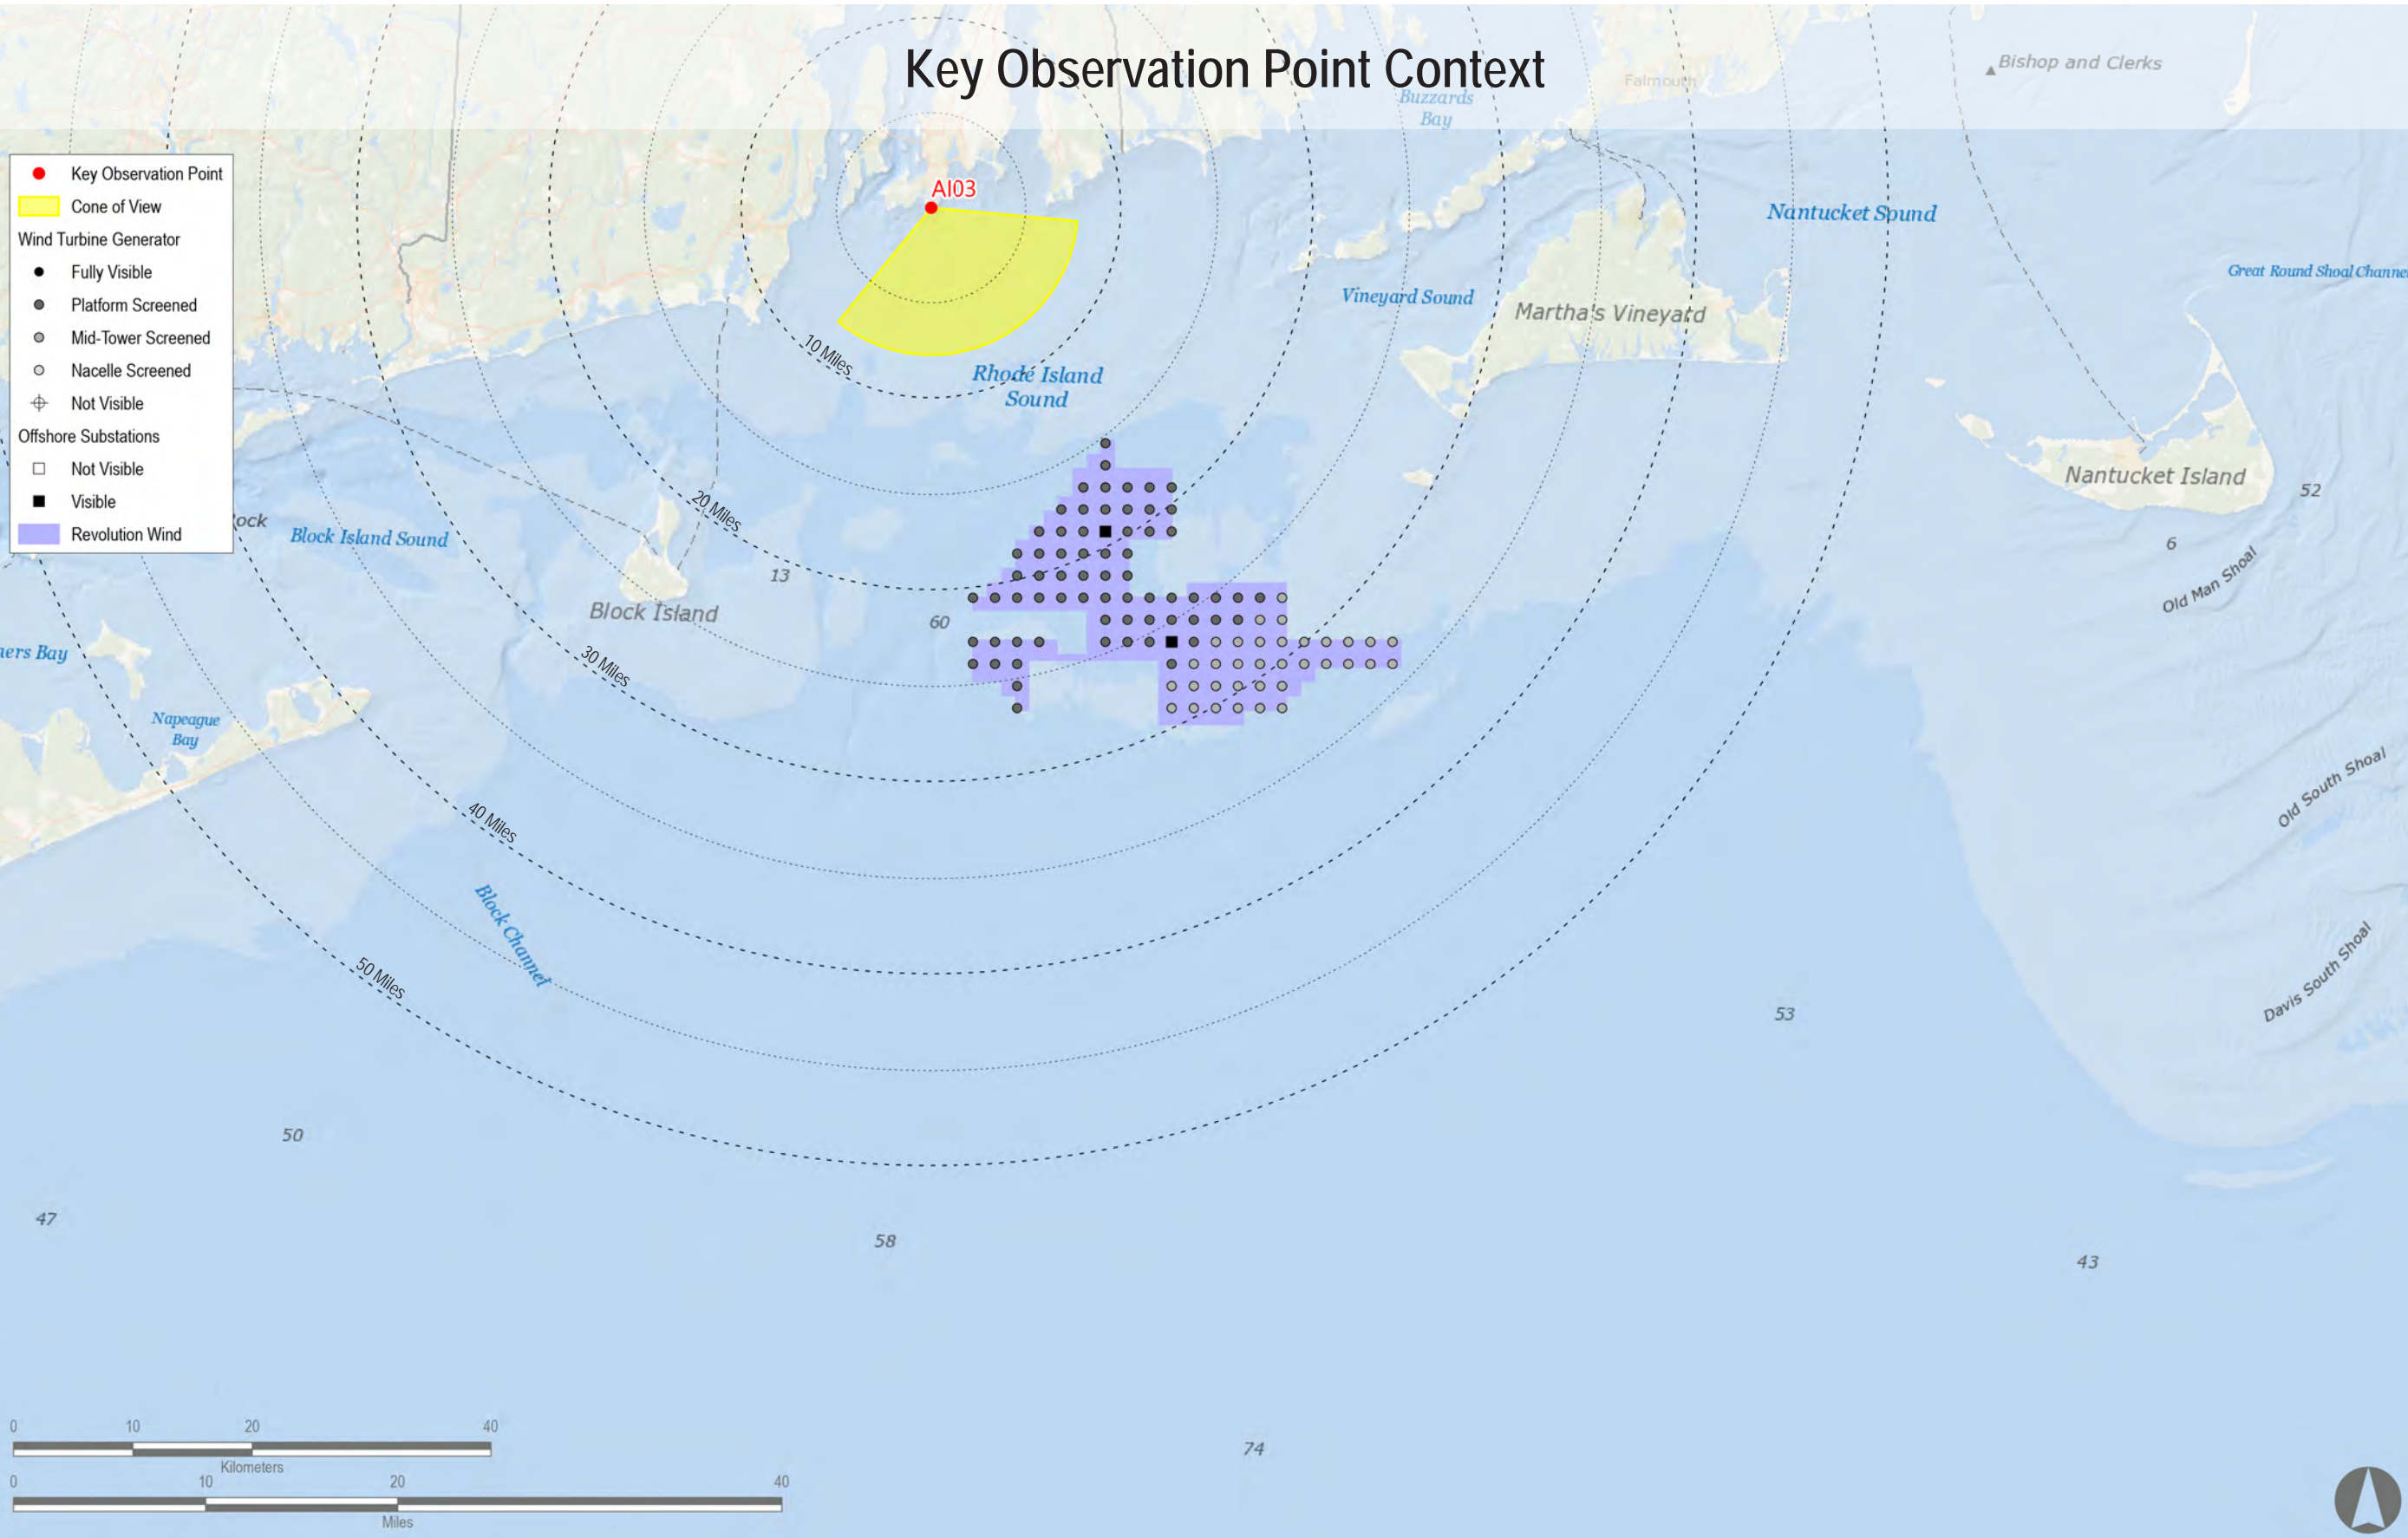 Key Observation Point Context
Bishop and Clerks
Falmouth
Buzzards
Bay
Key Observation Point
Cone of View
Wind Turbine Generator
Fully Visible
Platform Screened
Mid-Tower Screened
Nacelle Screened
Not Visible
Offshore Substations
Not Visible
Visible
Revolution Wind
AI03
Nantucket Sound
Great Round Shoal Channe
Vineyard Sound
Martha's Vineyard
10 Miles
Rhode Island
Sound
Nantucket Island
52
20 Miles
ock
Block Island Sound
6
Old Man Shoal
13
Block Island
60
30 Miles
ners Bay
Napeague
Bay
Old South Shoal
40 Miles
Block Channel
50 Miles
Davis South Shoal
53
50
47
58
43
74
0 10 20 40
Kilometers
0 10 20 40
Miles